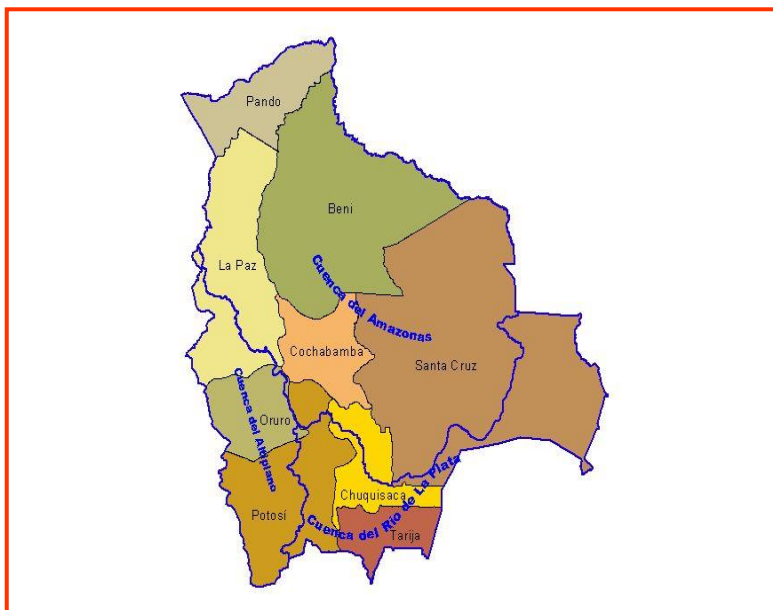 Pando
Beni
La Paz
Cuenca del Amazonas
Cochabamba
Santa Cruz
Cuenca del Altiplano
Oruro
Chuquisaca
Cuenca del Río de La Plata
Potosí
Tarija